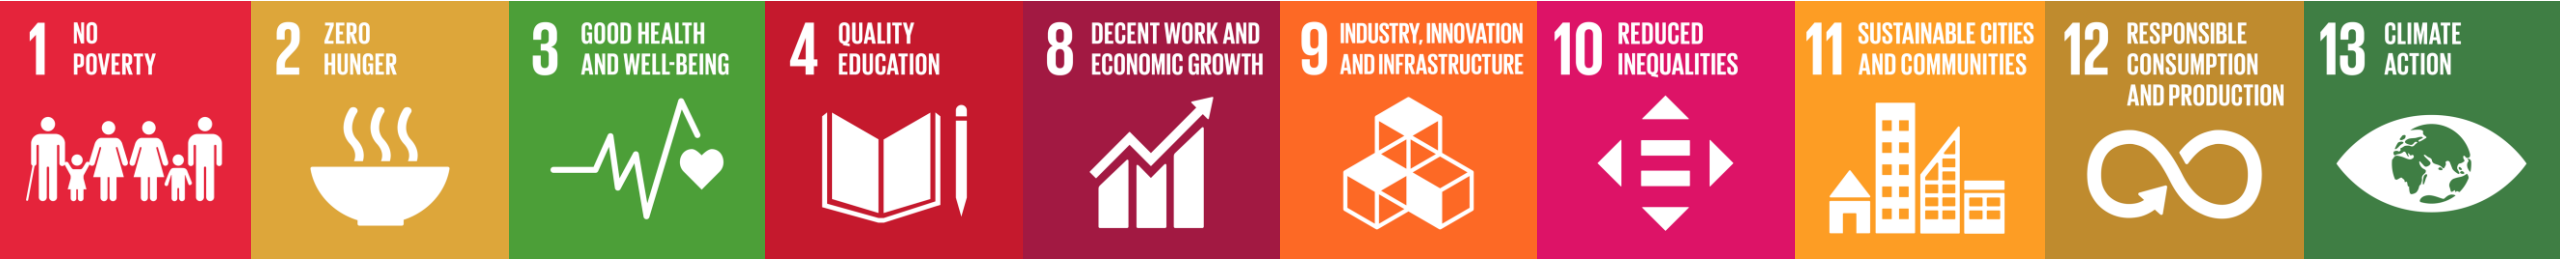 1 NO
POVERTY
2 ZERO
HUNGER
3 GOOD HEALTH
AND WELL-BEING
4 QUALITY
EDUCATION
8 DECENT WORK AND
ECONOMIC GROWTH
9 INDUSTRY, INNOVATION
AND INFRASTRUCTURE
10 REDUCED
INEQUALITIES
11 SUSTAINABLE CITIES
AND COMMUNITIES
12 RESPONSIBLE
CONSUMPTION
AND PRODUCTION
13 CLIMATE
ACTION